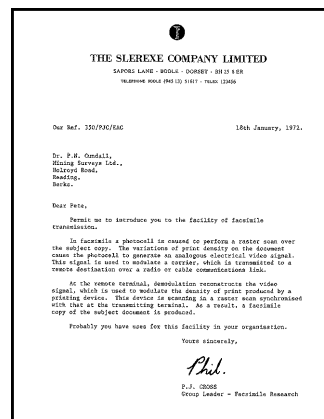 THE SLEREXE COMPANY LIMITED
SAPORS LANE - BOOLE - DORSET - BH 25 8 ER
TELEPHONE BOOLE (945 13) 51617 - TELEX 123456
Our Ref. 350/PJC/EAC
18th January, 1972.
Dr. P.N. Cundall,
Mining Surveys Ltd.,
Holroyd Road,
Reading,
Berks.
Dear Pete,
Permit me to introduce you to the facility of facsimile
transmission.
In facsimile a photocell is caused to perform a raster scan over
the subject copy. The variations of print density on the document
cause the photocell to generate an analogous electrical video signal.
This signal is used to modulate a carrier, which is transmitted to a
remote destination over a radio or cable communications link.
At the remote terminal, demodulation reconstructs the video
signal, which is used to modulate the density of print produced by a
printing device. This device is scanning in a raster scan synchronised
with that at the transmitting terminal. As a result, a facsimile
copy of the subject document is produced.
Probably you have uses for this facility in your organisation.
Yours sincerely,
Phil.
P.J. CROSS
Group Leader - Facsimile Research